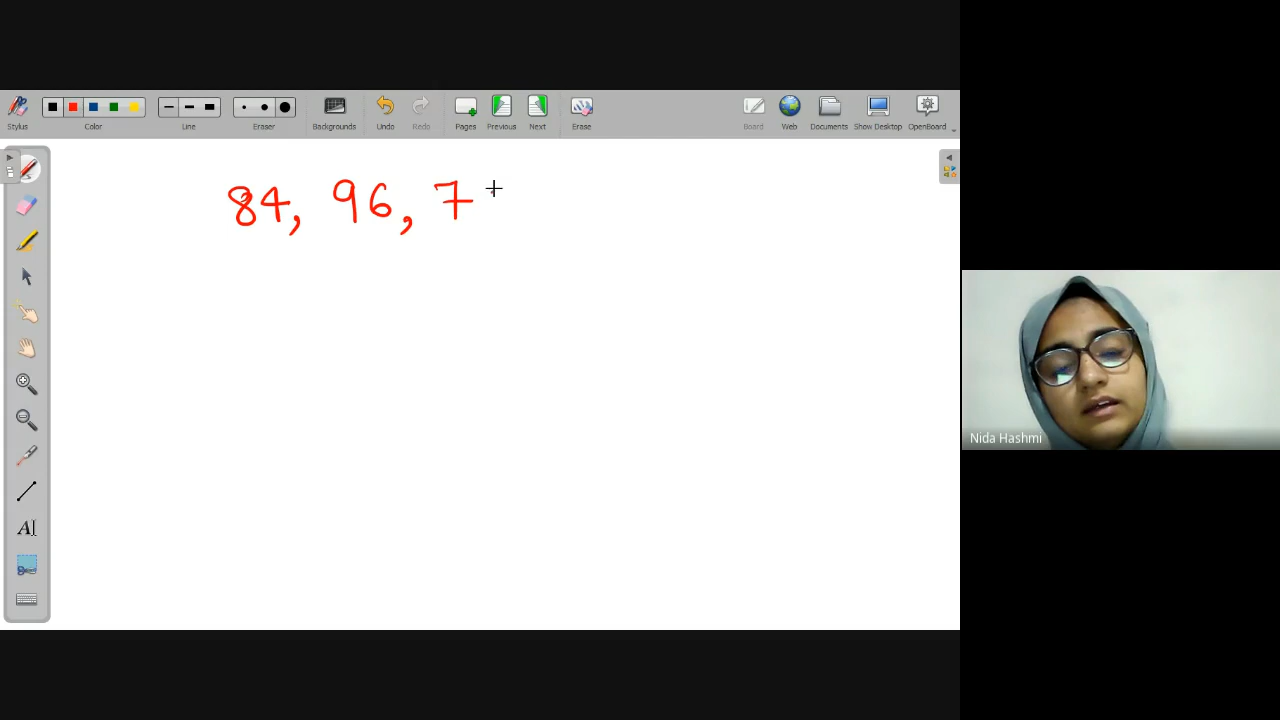 Stylus Color Line Eraser Backgrounds Undo Redo Pages Previous Next Erase Board Web Documents Show Desktop OpenBoard
84, 96, 7
Nida Hashmi